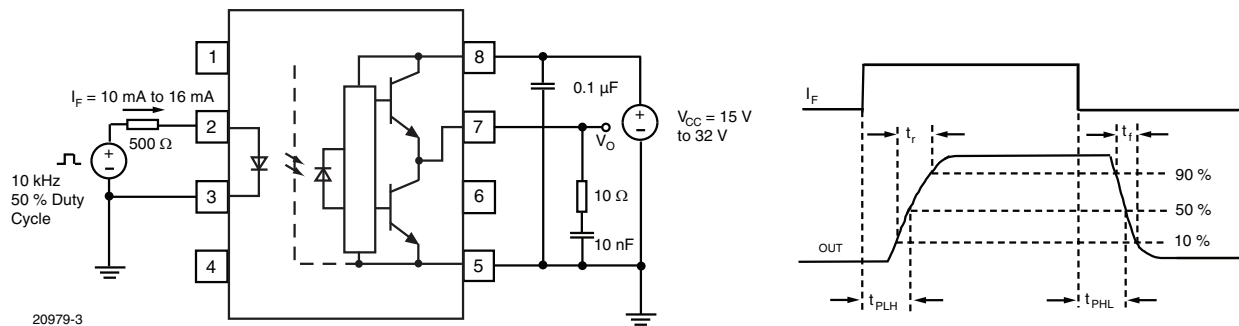 1
8
I_F = 10 mA to 16 mA
0.1 μF
2
7
V_CC = 15 V
to 32 V
500 Ω
V_O
+
−
+
−
10 kHz
50 % Duty
Cycle
3
6
10 Ω
10 nF
4
5
20979-3
I_F
t_r
t_f
90 %
50 %
10 %
OUT
t_PLH
t_PHL